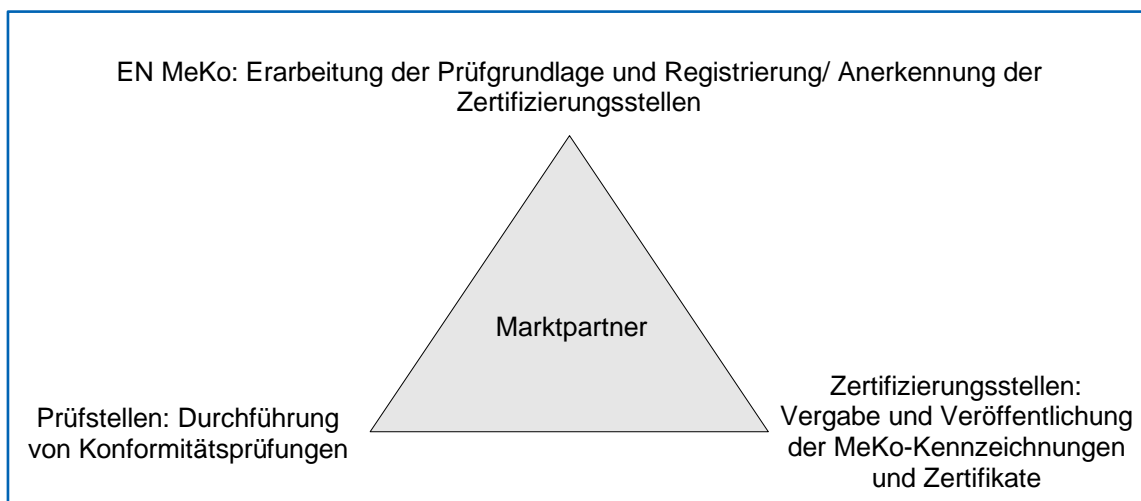 EN MeKo: Erarbeitung der Prüfgrundlage und Registrierung/ Anerkennung der
Zertifizierungsstellen
Marktpartner
Prüfstellen: Durchführung
von Konformitätsprüfungen
Zertifizierungsstellen:
Vergabe und Veröffentlichung
der MeKo-Kennzeichnungen
und Zertifikate